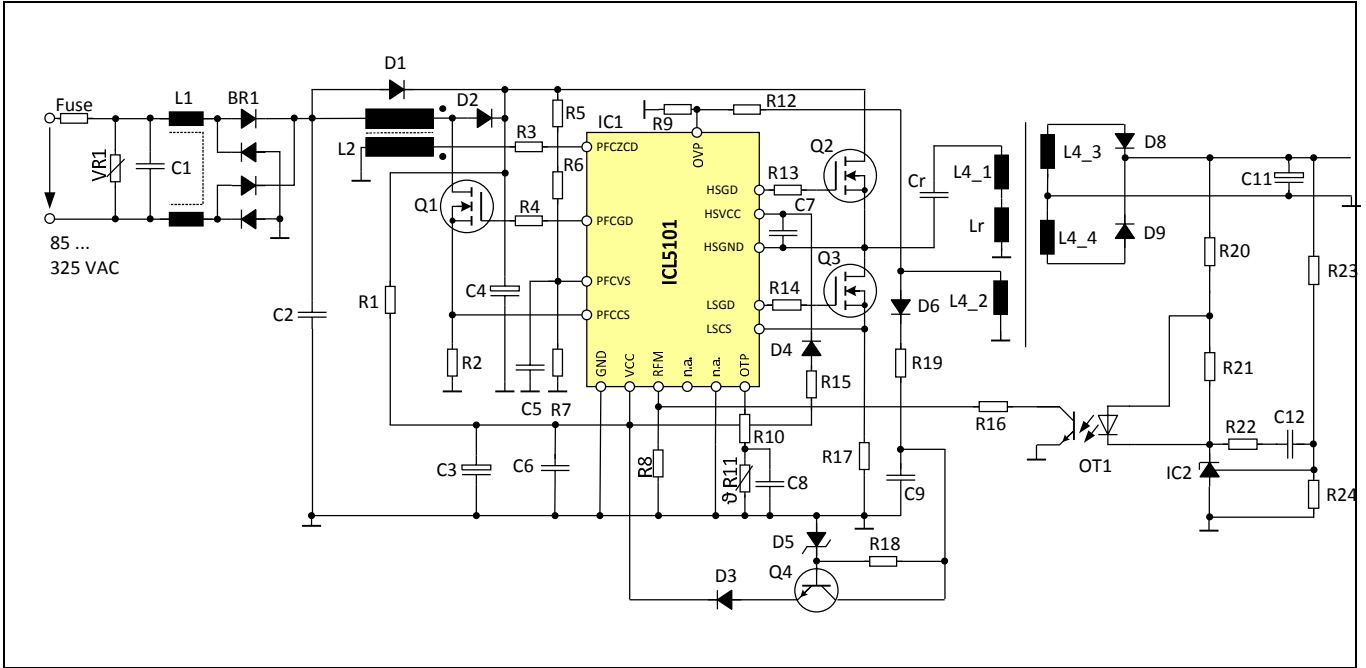 Fuse
VR1
C1
L1
BR1
85 ...
325 VAC
D1
D2
L2
R3
Q1
R4
C2
R1
C4
R2
C5
R5
R6
R7
IC1
ICL5101
PFCZCD
PFCGD
PFCVS
PFCCS
GND
VCC
RFM
n.a.
n.a.
OTP
OVP
HSGD
HSVCC
HSGND
LSGD
LSCS
R9
R12
R13
C7
R14
D4
R15
Q2
Q3
Cr
L4_1
Lr
L4_2
D6
R19
C3
C6
R8
R10
ϑ R11
C8
R17
C9
D5
R18
Q4
D3
R16
OT1
L4_3
L4_4
D8
D9
C11
R20
R21
R22
C12
R23
IC2
R24